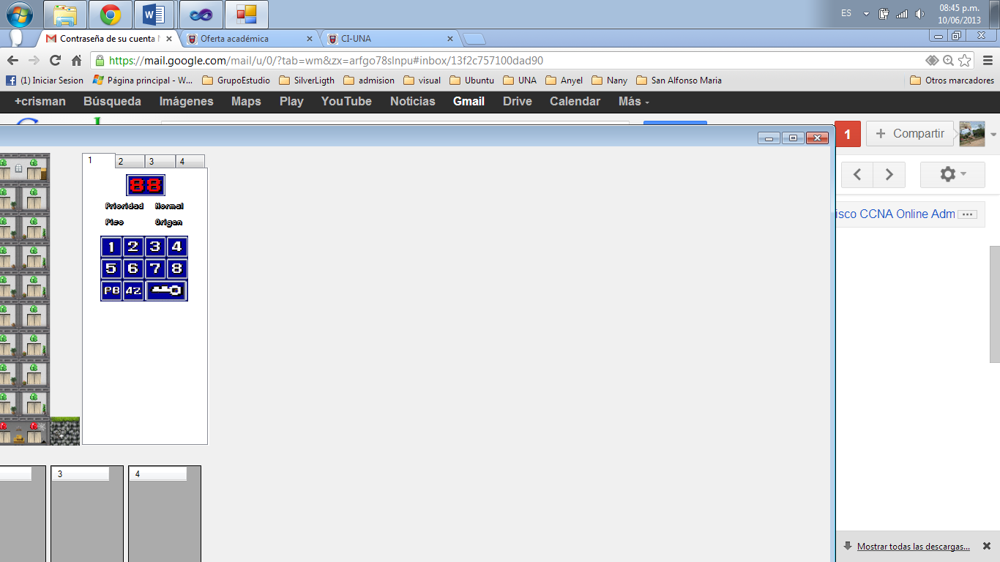 ES
08:45 p.m.
10/06/2013
Contraseña de su cuenta
Oferta académica
CI-UNA
https://mail.google.com/mail/u/0/?tab=wm&zx=arfgo78slnpu#inbox/13f2c757100dad90
(1) Iniciar Sesion
Página principal - W...
GrupoEstudio
SilverLigth
admision
visual
Ubuntu
UNA
Anyel
Nany
San Alfonso Maria
Otros marcadores
+crisman Búsqueda Imágenes Maps Play YouTube Noticias Gmail Drive Calendar Más
1
+ Compartir
isco CCNA Online Adm
1 2 3 4
88
Prioridad Normal
Piso Origen
1 2 3 4
5 6 7 8
PB AZ
3 4
Mostrar todas las descargas...